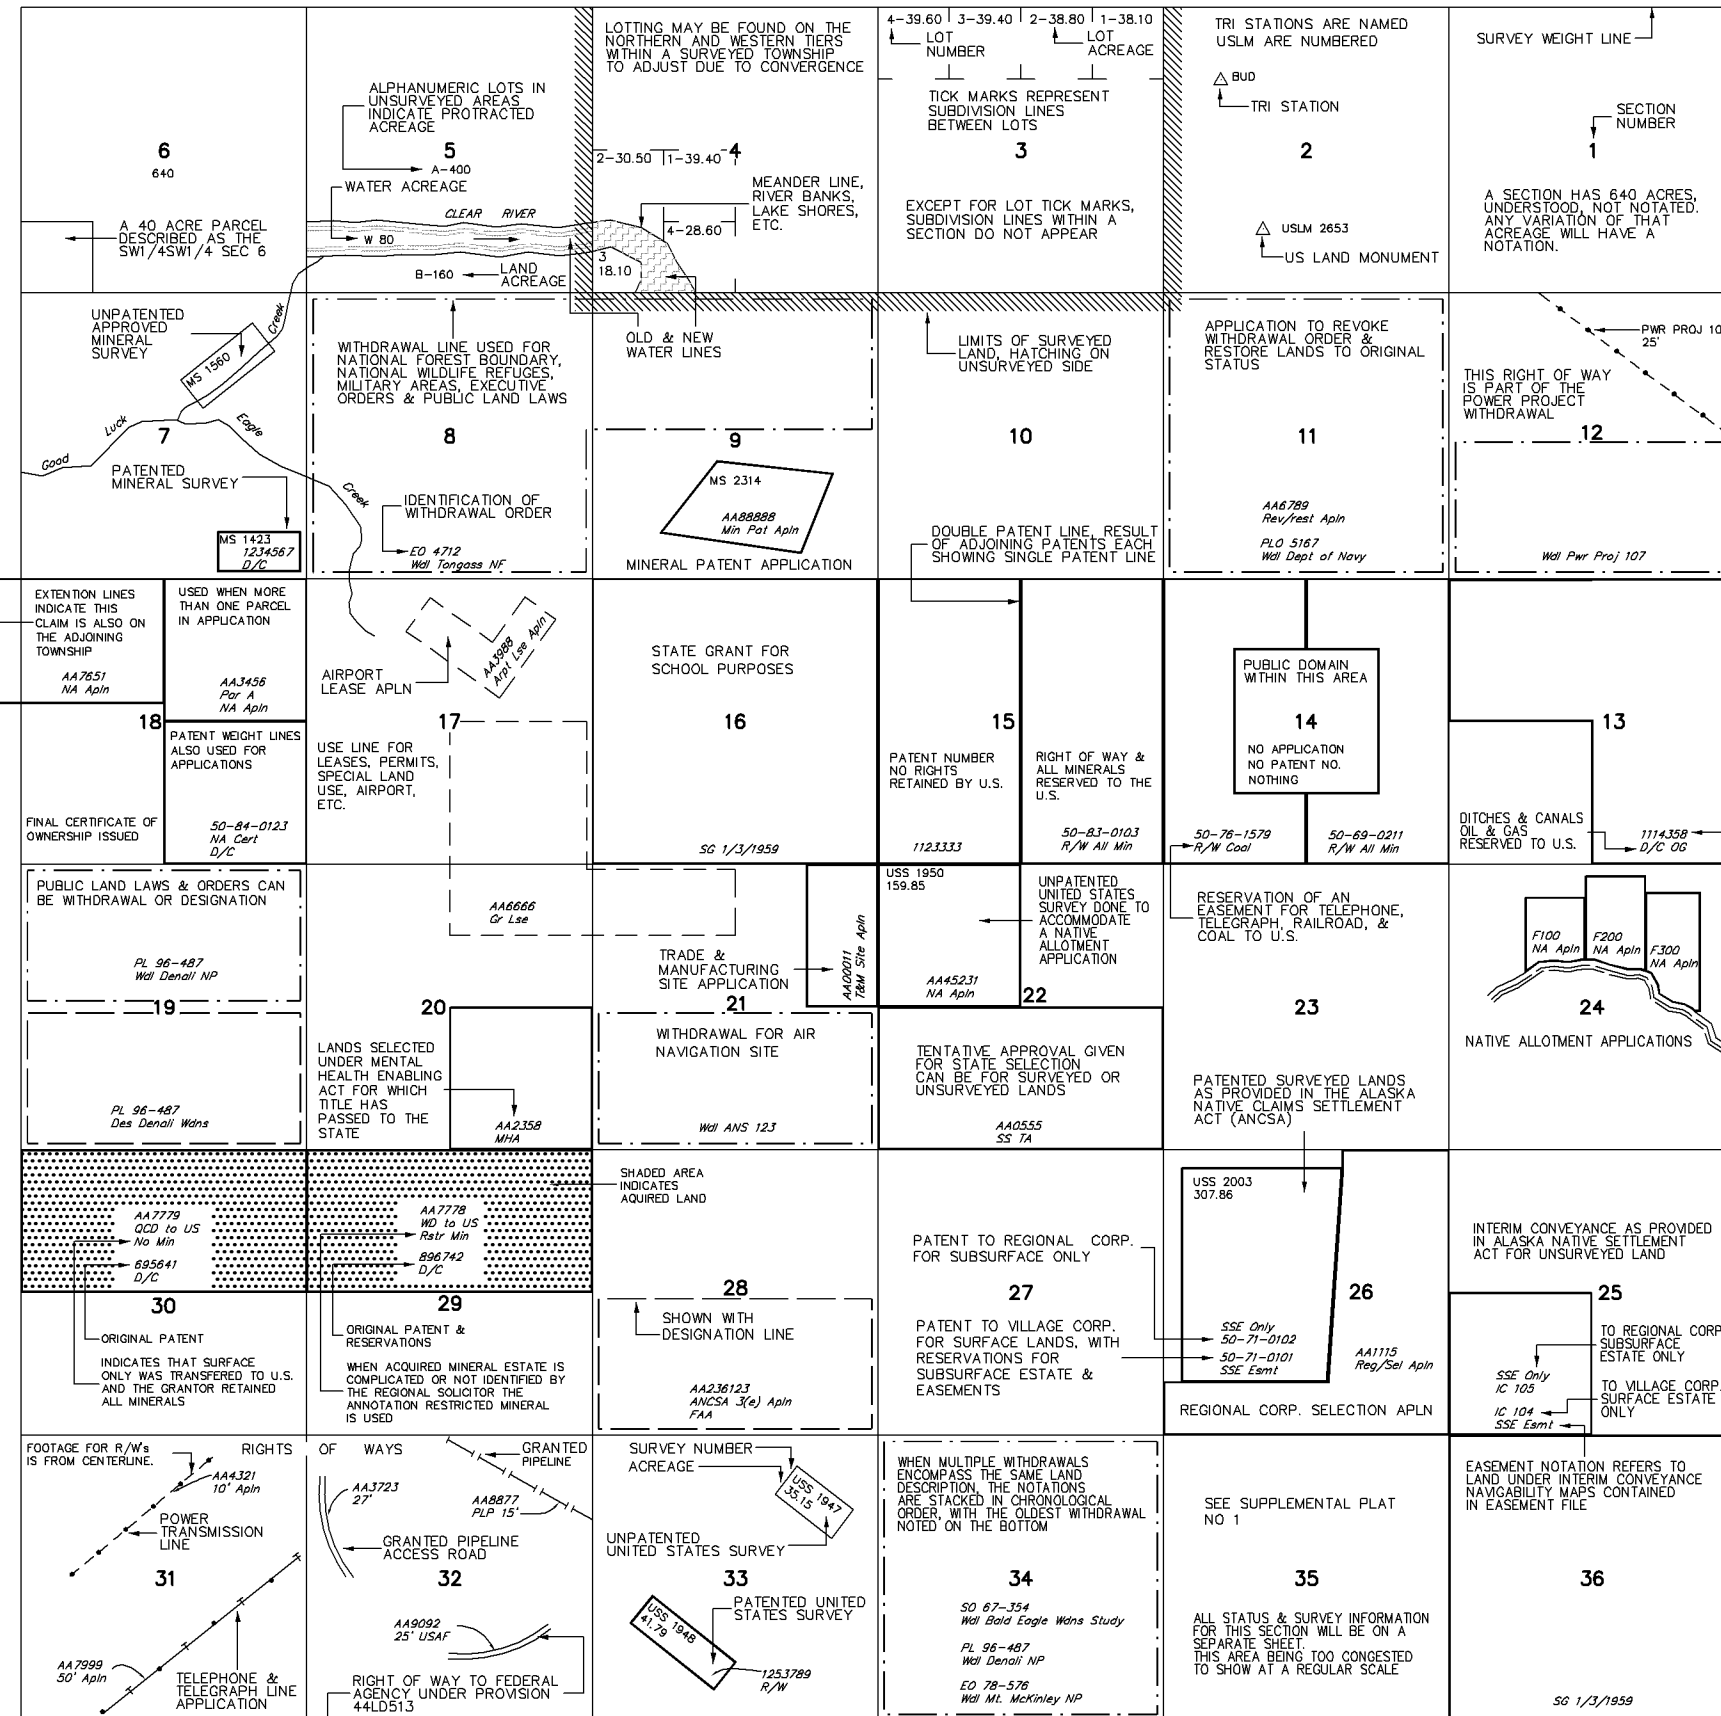 6
640
A 40 ACRE PARCEL
DESCRIBED AS THE
SW1/4SW1/4 SEC 6
ALPHANUMERIC LOTS IN
UNSURVEYED AREAS
INDICATE PROTRACTED
ACREAGE
5
A-400
WATER ACREAGE
CLEAR RIVER
W 80
B-160
LAND
ACREAGE
LOTTING MAY BE FOUND ON THE
NORTHERN AND WESTERN TIERS
WITHIN A SURVEYED TOWNSHIP
TO ADJUST DUE TO CONVERGENCE
2-30.50
1-39.40
4
MEANDER LINE,
RIVER BANKS,
LAKE SHORES,
ETC.
4-28.60
3
18.10
4-39.60
3-39.40
2-38.80
1-38.10
LOT
NUMBER
LOT
ACREAGE
TICK MARKS REPRESENT
SUBDIVISION LINES
BETWEEN LOTS
3
EXCEPT FOR LOT TICK MARKS,
SUBDIVISION LINES WITHIN A
SECTION DO NOT APPEAR
TRI STATIONS ARE NAMED
USLM ARE NUMBERED
BUD
TRI STATION
2
USLM 2653
US LAND MONUMENT
SURVEY WEIGHT LINE
SECTION
NUMBER
1
A SECTION HAS 640 ACRES,
UNDERSTOOD, NOT NOTATED.
ANY VARIATION OF THAT
ACREAGE WILL HAVE A
NOTATION.
UNPATENTED
APPROVED
MINERAL
SURVEY
MS 1560
Creek
Good
Luck
7
Eagle
Creek
PATENTED
MINERAL SURVEY
MS 1423
1234567
D/C
WITHDRAWAL LINE USED FOR
NATIONAL FOREST BOUNDARY,
NATIONAL WILDLIFE REFUGES,
MILITARY AREAS, EXECUTIVE
ORDERS & PUBLIC LAND LAWS
8
IDENTIFICATION OF
WITHDRAWAL ORDER
EO 4712
Wdl Tongass NF
OLD & NEW
WATER LINES
9
MS 2314
AA88888
Min Pat Apln
MINERAL PATENT APPLICATION
LIMITS OF SURVEYED
LAND, HATCHING ON
UNSURVEYED SIDE
10
DOUBLE PATENT LINE, RESULT
OF ADJOINING PATENTS EACH
SHOWING SINGLE PATENT LINE
APPLICATION TO REVOKE
WITHDRAWAL ORDER &
RESTORE LANDS TO ORIGINAL
STATUS
11
AA6789
Rev/rest Apln
PLO 5167
Wdl Dept of Navy
PWR PROJ 10
25'
THIS RIGHT OF WAY
IS PART OF THE
POWER PROJECT
WITHDRAWAL
12
Wdl Pwr Proj 107
EXTENTION LINES
INDICATE THIS
CLAIM IS ALSO ON
THE ADJOINING
TOWNSHIP
AA7651
NA Apln
USED WHEN MORE
THAN ONE PARCEL
IN APPLICATION
AA3456
Par A
NA Apln
18
PATENT WEIGHT LINES
ALSO USED FOR
APPLICATIONS
FINAL CERTIFICATE OF
OWNERSHIP ISSUED
50-84-0123
NA Cert
D/C
AIRPORT
LEASE APLN
AA3988
Arpt Lse Apln
17
USE LINE FOR
LEASES, PERMITS,
SPECIAL LAND
USE, AIRPORT,
ETC.
STATE GRANT FOR
SCHOOL PURPOSES
16
SG 1/3/1959
15
PATENT NUMBER
NO RIGHTS
RETAINED BY U.S.
1123333
RIGHT OF WAY &
ALL MINERALS
RESERVED TO THE
U.S.
50-83-0103
R/W All Min
PUBLIC DOMAIN
WITHIN THIS AREA
14
NO APPLICATION
NO PATENT NO.
NOTHING
50-76-1579
R/W Coal
50-69-0211
R/W All Min
13
DITCHES & CANALS
OIL & GAS
RESERVED TO U.S.
1114358
D/C OG
PUBLIC LAND LAWS & ORDERS CAN
BE WITHDRAWAL OR DESIGNATION
PL 96-487
Wdl Denali NP
19
PL 96-487
Des Denali Wdns
AA6666
Gr Lse
20
LANDS SELECTED
UNDER MENTAL
HEALTH ENABLING
ACT FOR WHICH
TITLE HAS
PASSED TO THE
STATE
AA2358
MHA
TRADE &
MANUFACTURING
SITE APPLICATION
AA00011
T&M Site Apln
21
WITHDRAWAL FOR AIR
NAVIGATION SITE
Wdl ANS 123
USS 1950
159.85
UNPATENTED
UNITED STATES
SURVEY DONE TO
ACCOMMODATE
A NATIVE
ALLOTMENT
APPLICATION
AA45231
NA Apln
22
TENTATIVE APPROVAL GIVEN
FOR STATE SELECTION
CAN BE FOR SURVEYED OR
UNSURVEYED LANDS
AA0555
SS TA
RESERVATION OF AN
EASEMENT FOR TELEPHONE,
TELEGRAPH, RAILROAD, &
COAL TO U.S.
23
PATENTED SURVEYED LANDS
AS PROVIDED IN THE ALASKA
NATIVE CLAIMS SETTLEMENT
ACT (ANCSA)
F100
NA Apln
F200
NA Apln
F300
NA Apln
24
NATIVE ALLOTMENT APPLICATIONS
AA7779
QCD to US
No Min
695641
D/C
30
ORIGINAL PATENT
INDICATES THAT SURFACE
ONLY WAS TRANSFERED TO U.S.
AND THE GRANTOR RETAINED
ALL MINERALS
AA7778
WD to US
Rstr Min
896742
D/C
29
ORIGINAL PATENT &
RESERVATIONS
WHEN ACQUIRED MINERAL ESTATE IS
COMPLICATED OR NOT IDENTIFIED BY
THE REGIONAL SOLICITOR THE
ANNOTATION RESTRICTED MINERAL
IS USED
SHADED AREA
INDICATES
AQUIRED LAND
28
SHOWN WITH
DESIGNATION LINE
AA236123
ANCSA 3(e) Apln
FAA
PATENT TO REGIONAL CORP.
FOR SUBSURFACE ONLY
27
PATENT TO VILLAGE CORP.
FOR SURFACE LANDS, WITH
RESERVATIONS FOR
SUBSURFACE ESTATE &
EASEMENTS
USS 2003
307.86
26
SSE Only
50-71-0102
50-71-0101
SSE Esmt
AA1115
Reg/Sel Apln
REGIONAL CORP. SELECTION APLN
INTERIM CONVEYANCE AS PROVIDED
IN ALASKA NATIVE SETTLEMENT
ACT FOR UNSURVEYED LAND
25
TO REGIONAL CORP
SUBSURFACE
ESTATE ONLY
SSE Only
IC 105
TO VILLAGE CORP.
SURFACE ESTATE
ONLY
IC 104
SSE Esmt
FOOTAGE FOR R/W's
IS FROM CENTERLINE.
RIGHTS OF WAYS
AA4321
10' Apln
POWER
TRANSMISSION
LINE
31
AA7999
50' Apln
TELEPHONE &
TELEGRAPH LINE
APPLICATION
GRANTED
PIPELINE
AA3723
27'
AA8877
PLP 15'
GRANTED PIPELINE
ACCESS ROAD
32
AA9092
25' USAF
RIGHT OF WAY TO FEDERAL
AGENCY UNDER PROVISION
44LD513
SURVEY NUMBER
ACREAGE
USS 1947
35.15
UNPATENTED
UNITED STATES SURVEY
33
PATENTED UNITED
STATES SURVEY
USS 1948
41.79
1253789
R/W
WHEN MULTIPLE WITHDRAWALS
ENCOMPASS THE SAME LAND
DESCRIPTION, THE NOTATIONS
ARE STACKED IN CHRONOLOGICAL
ORDER, WITH THE OLDEST WITHDRAWAL
NOTED ON THE BOTTOM
34
SO 67-354
Wdl Bald Eagle Wdns Study
PL 96-487
Wdl Denali NP
EO 78-576
Wdl Mt. McKinley NP
SEE SUPPLEMENTAL PLAT
NO 1
35
ALL STATUS & SURVEY INFORMATION
FOR THIS SECTION WILL BE ON A
SEPARATE SHEET.
THIS AREA BEING TOO CONGESTED
TO SHOW AT A REGULAR SCALE
EASEMENT NOTATION REFERS TO
LAND UNDER INTERIM CONVEYANCE
NAVIGABILITY MAPS CONTAINED
IN EASEMENT FILE
36
SG 1/3/1959